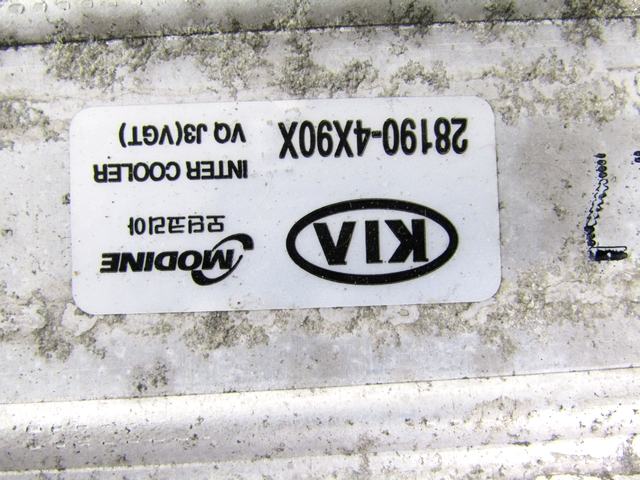 KIA
MODINE
모딘코리아
INTER COOLER
28190-4X90X
VQ J3(VGT)